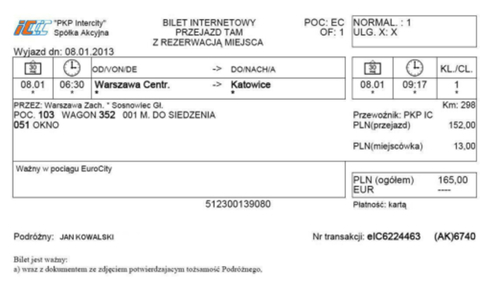 "PKP Intercity" BILET INTERNETOWY POC: EC NORMAL. : 1
Spółka Akcyjna PRZEJAZD TAM OF: 1 ULG. X: X
Z REZERWACJĄ MIEJSCA
Wyjazd dn: 08.01.2013
OD/VON/DE -> DO/NACH/A KL./CL.
08.01 06:30 Warszawa Centr. -> Katowice 08.01 09:17 1
* * * * * * *
PRZEZ: Warszawa Zach. * Sosnowiec Gł. Km: 298
POC. 103 WAGON 352 001 M. DO SIEDZENIA Przewoźnik: PKP IC
051 OKNO PLN(przejazd) 152,00
PLN(miejscówka) 13,00
Ważny w pociągu EuroCity
PLN (ogółem) 165,00
EUR ----
512300139080 Płatność: kartą
Podróżny: JAN KOWALSKI Nr transakcji: eIC6224463 (AK)6740
Bilet jest ważny:
a) wraz z dokumentem ze zdjęciem potwierdzającym tożsamość Podróżnego,